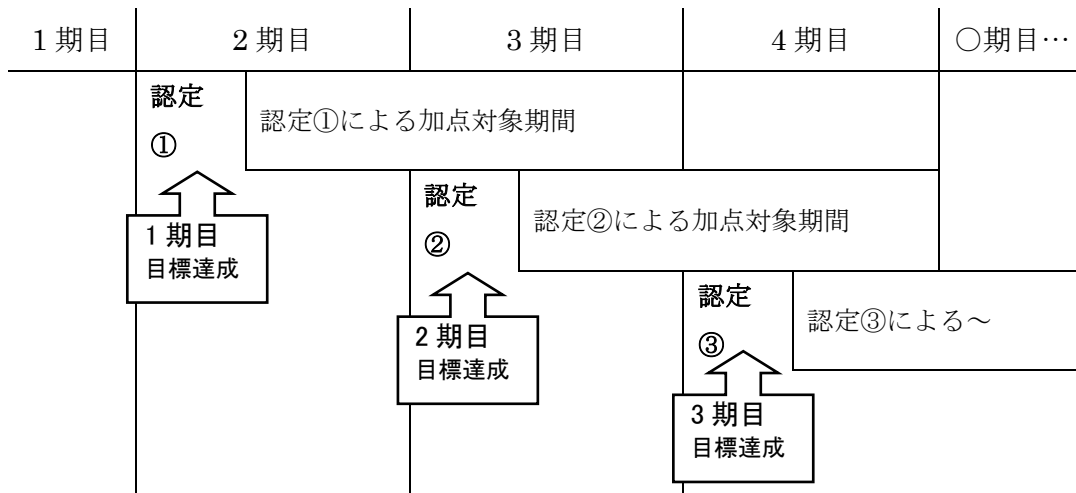 1期目 2期目 3期目 4期目 〇期目…
認定
①
認定①による加点対象期間
1期目
目標達成
認定
②
認定②による加点対象期間
2期目
目標達成
認定
③
認定③による～
3期目
目標達成